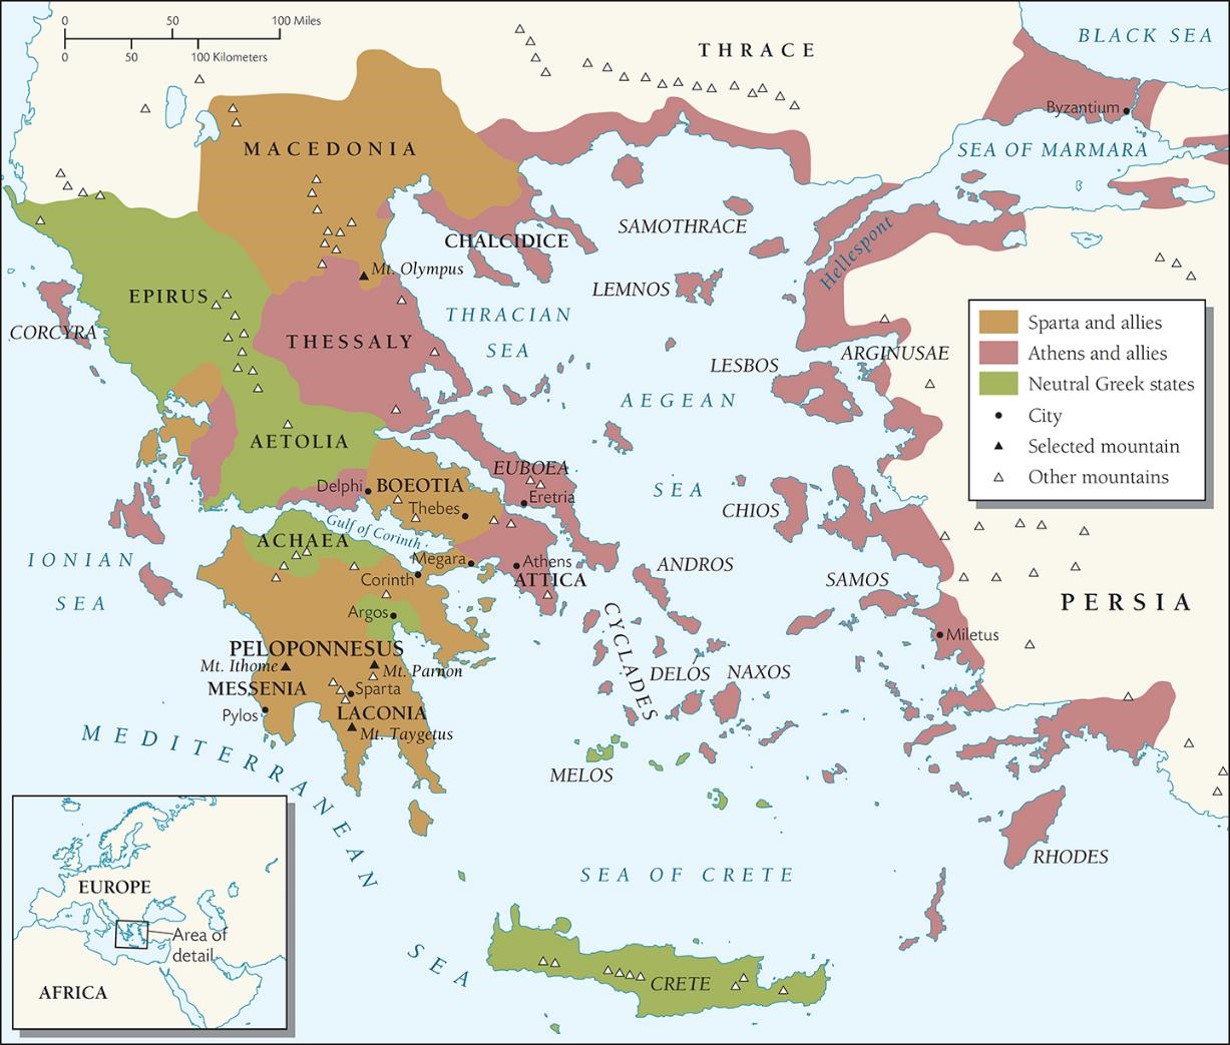 0 50 100 Miles
0 50 100 Kilometers
THRACE
BLACK SEA
Byzantium
SEA OF MARMARA
MACEDONIA
SAMOTHRACE
CHALCIDICE
Hellespont
Mt. Olympus
LEMNOS
EPIRUS
THRACIAN
SEA
CORCYRA
THESSALY
LESBOS
ARGINUSAE
AEGEAN
SEA
Sparta and allies
Athens and allies
Neutral Greek states
City
Selected mountain
Other mountains
AETOLIA
EUBOEA
Delphi
BOEOTIA
Eretria
Thebes
CHIOS
Gulf of Corinth
ACHAEA
IONIAN
SEA
Megara
Athens
ATTICA
Corinth
ANDROS
SAMOS
PERSIA
Argos
CYCLADES
Miletus
PELOPONNESUS
Mt. Ithome
Mt. Parnon
DELOS
NAXOS
MESSENIA
Sparta
Pylos
LACONIA
Mt. Taygetus
MEDITERRANEAN
SEA
MELOS
RHODES
SEA OF CRETE
CRETE
EUROPE
Area of
detail
AFRICA